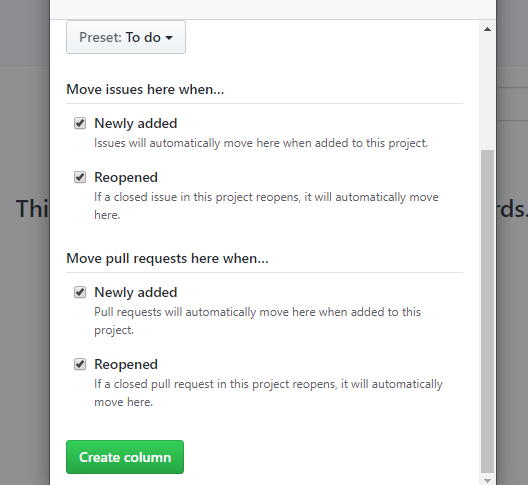 Preset: To do
Move issues here when...
Newly added
Issues will automatically move here when added to this project.
Reopened
If a closed issue in this project reopens, it will automatically move
here.
Thi
rds.
Move pull requests here when...
Newly added
Pull requests will automatically move here when added to this
project.
Reopened
If a closed pull request in this project reopens, it will automatically
move here.
Create column